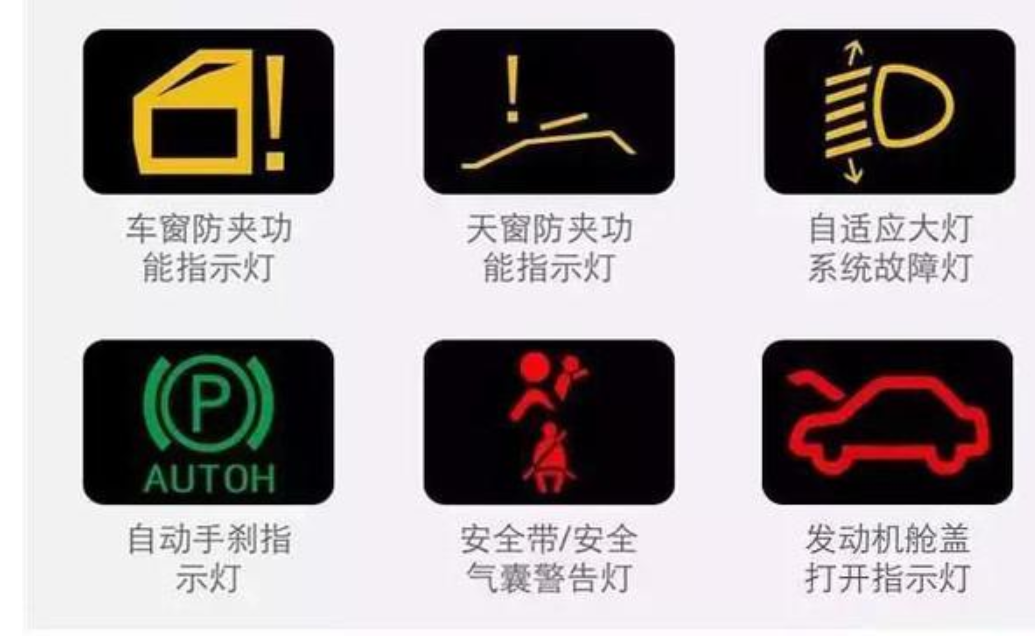 车窗防夹功
能指示灯
天窗防夹功
能指示灯
自适应大灯
系统故障灯
P
AUTOH
自动手刹指
示灯
安全带/安全
气囊警告灯
发动机舱盖
打开指示灯